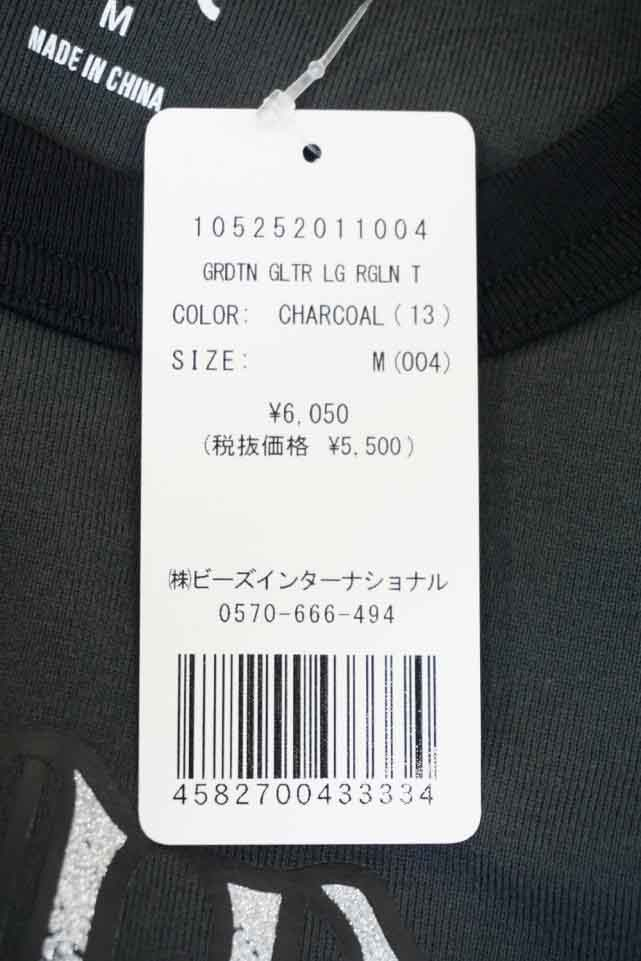 M
MADE IN CHINA
105252011004
GRDTN GLTR LG RGLN T
COLOR: CHARCOAL(13)
SIZE: M(004)
¥6,050
(税抜価格 ¥5,500)
㈱ビーズインターナショナル
0570-666-494
4582700433334